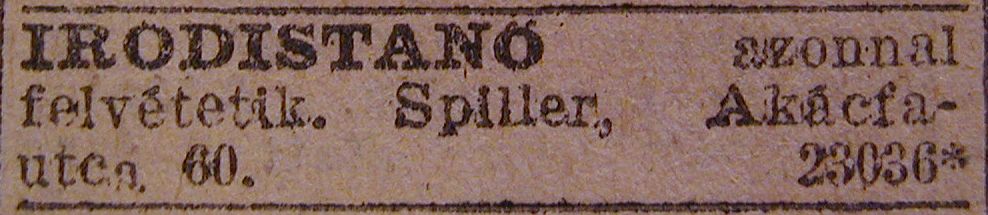 IRODISTANŐ azonnal
felvétetik. Spiller, Akácfa-
utca 60. 23036*